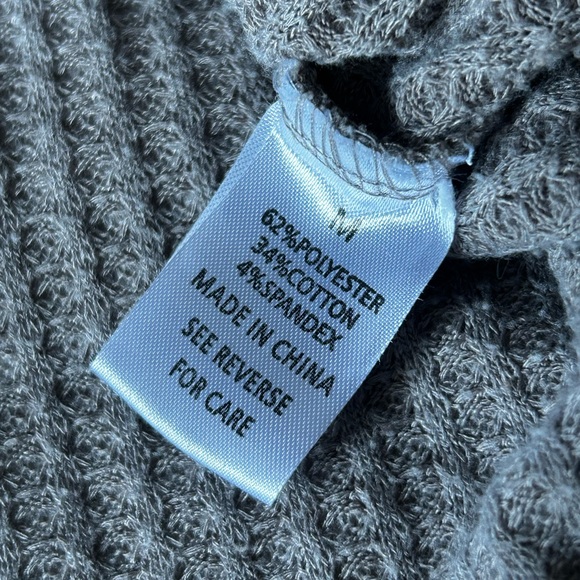 M
62%POLYESTER
34%COTTON
4%SPANDEX
MADE IN CHINA
SEE REVERSE
FOR CARE